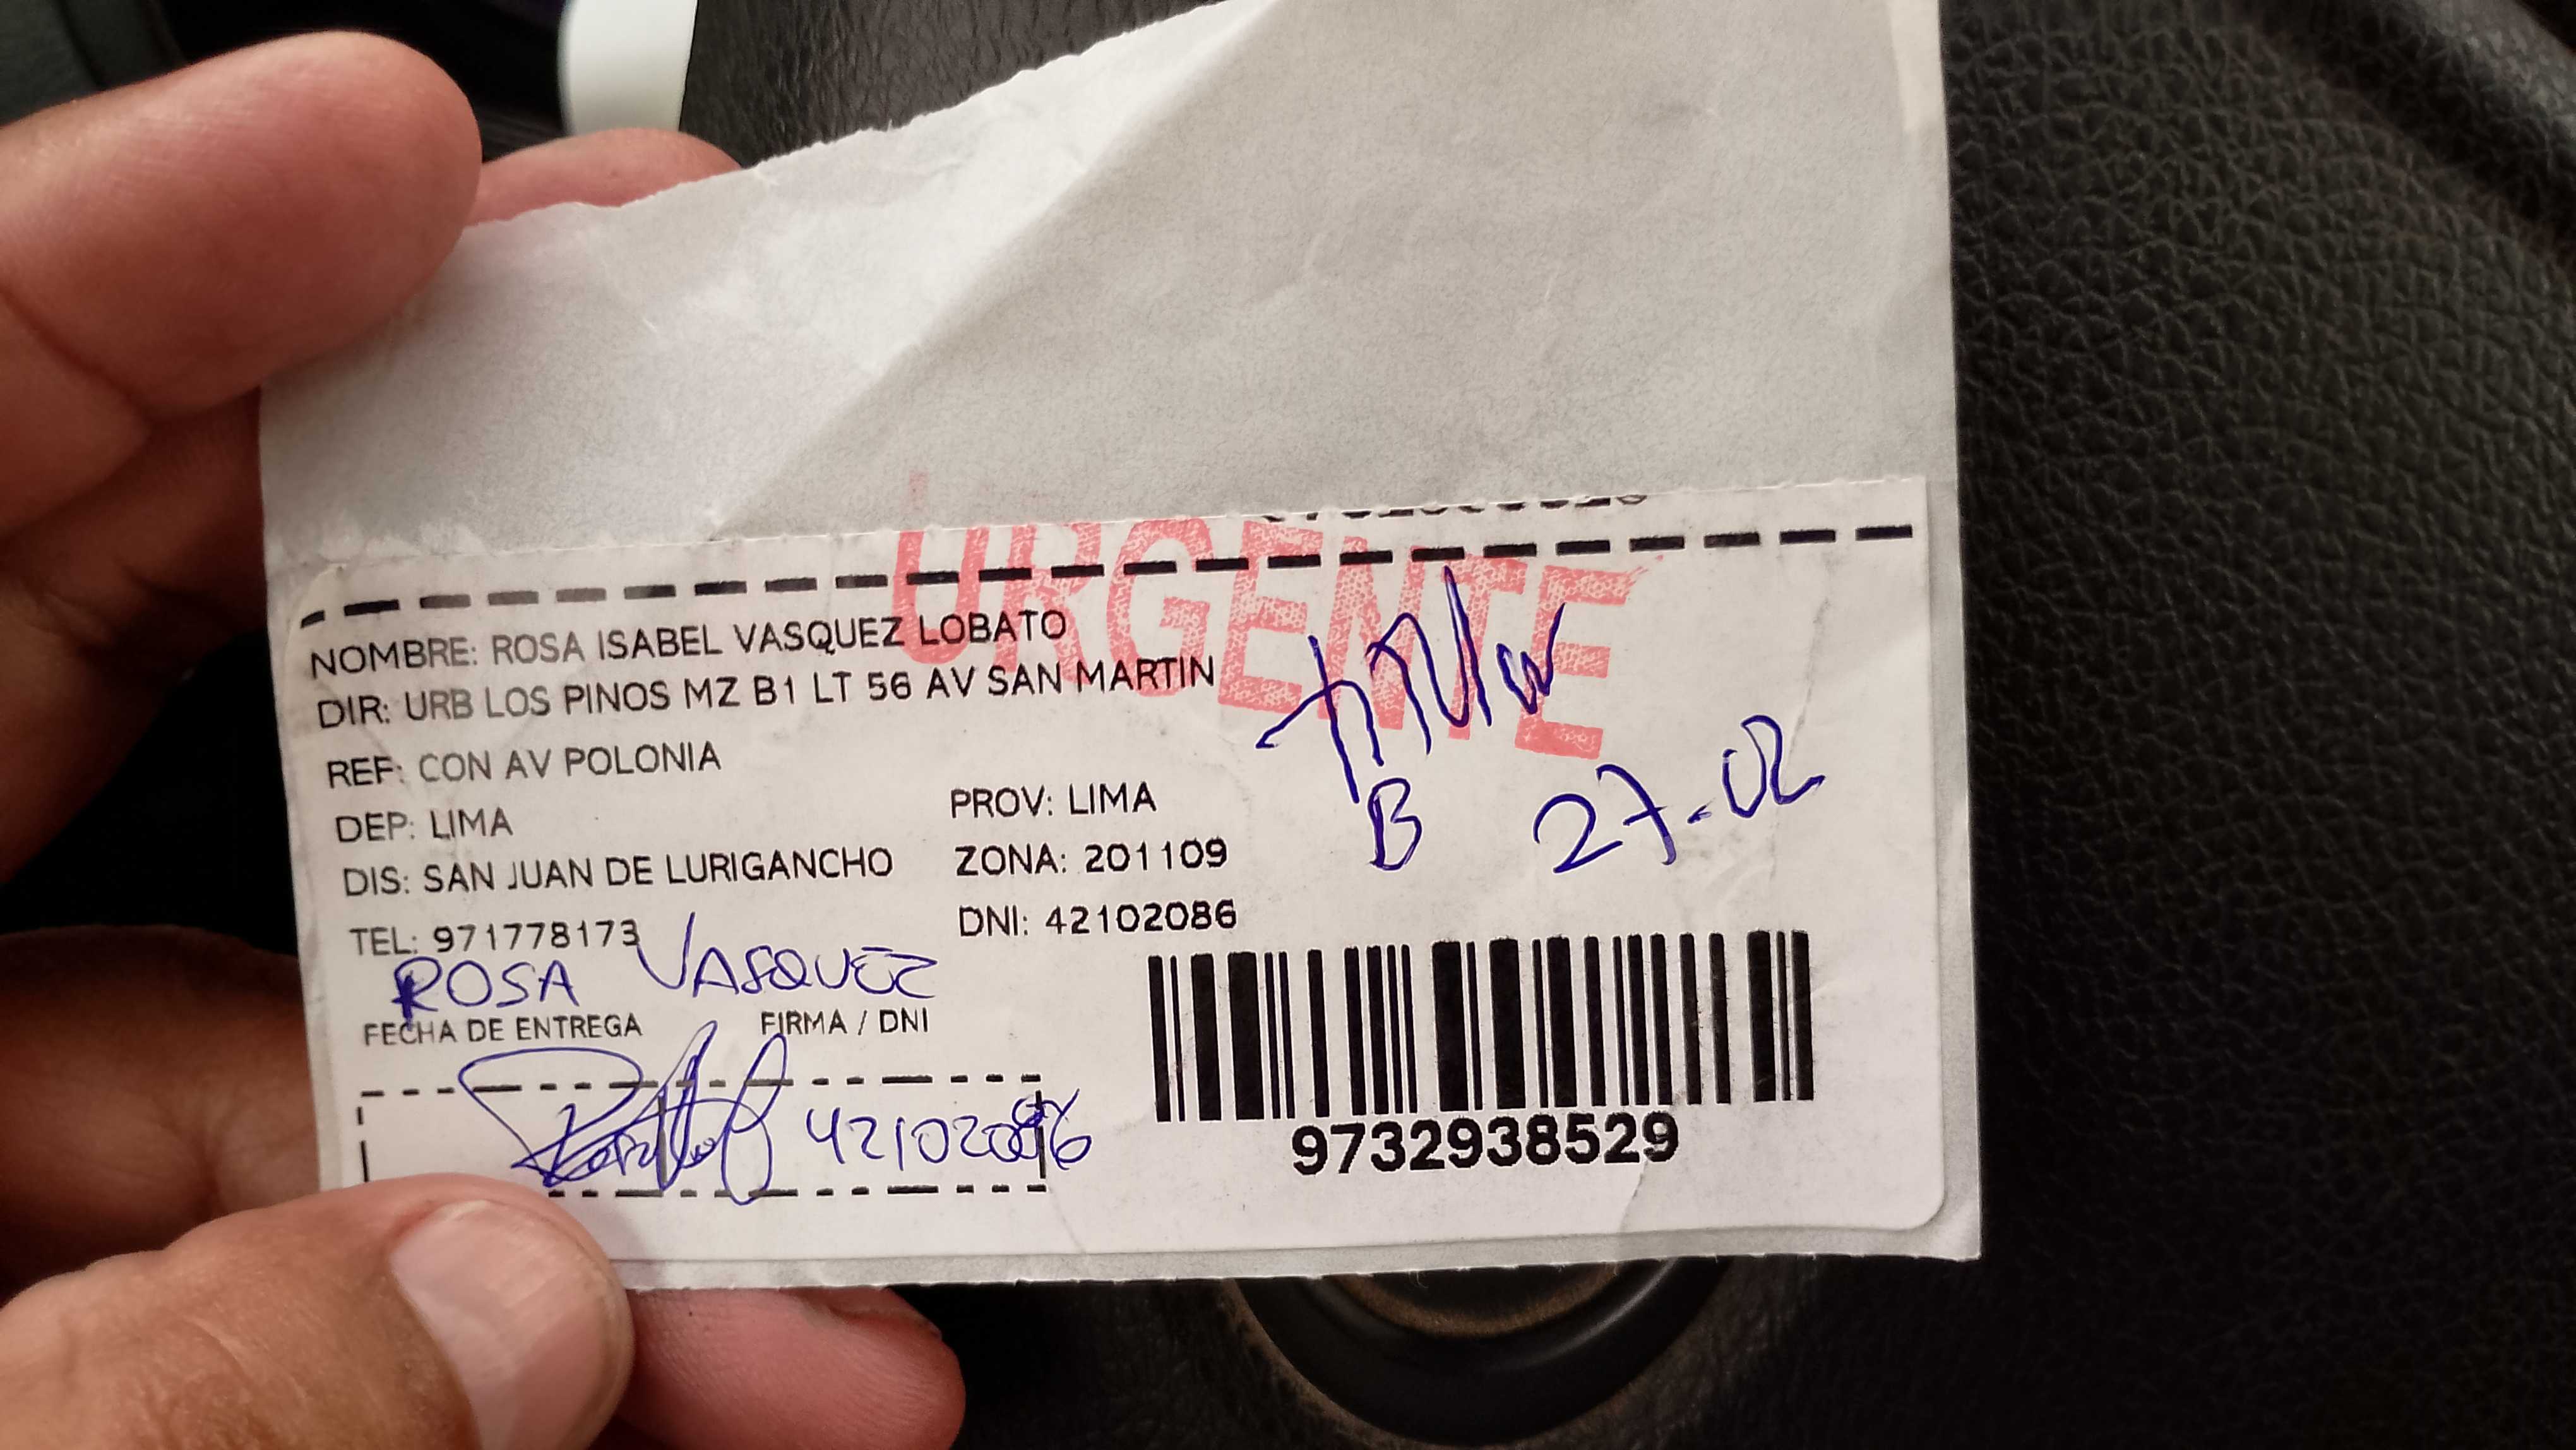 URGENTE
NOMBRE: ROSA ISABEL VASQUEZ LOBATO
DIR: URB LOS PINOS MZ B1 LT 56 AV SAN MARTIN
REF: CON AV POLONIA
DEP: LIMA PROV: LIMA
DIS: SAN JUAN DE LURIGANCHO ZONA: 201109
TEL: 971778173 DNI: 42102086
Titular
B 27-02
ROSA VASQUEZ
FECHA DE ENTREGA FIRMA / DNI
42102086
9732938529